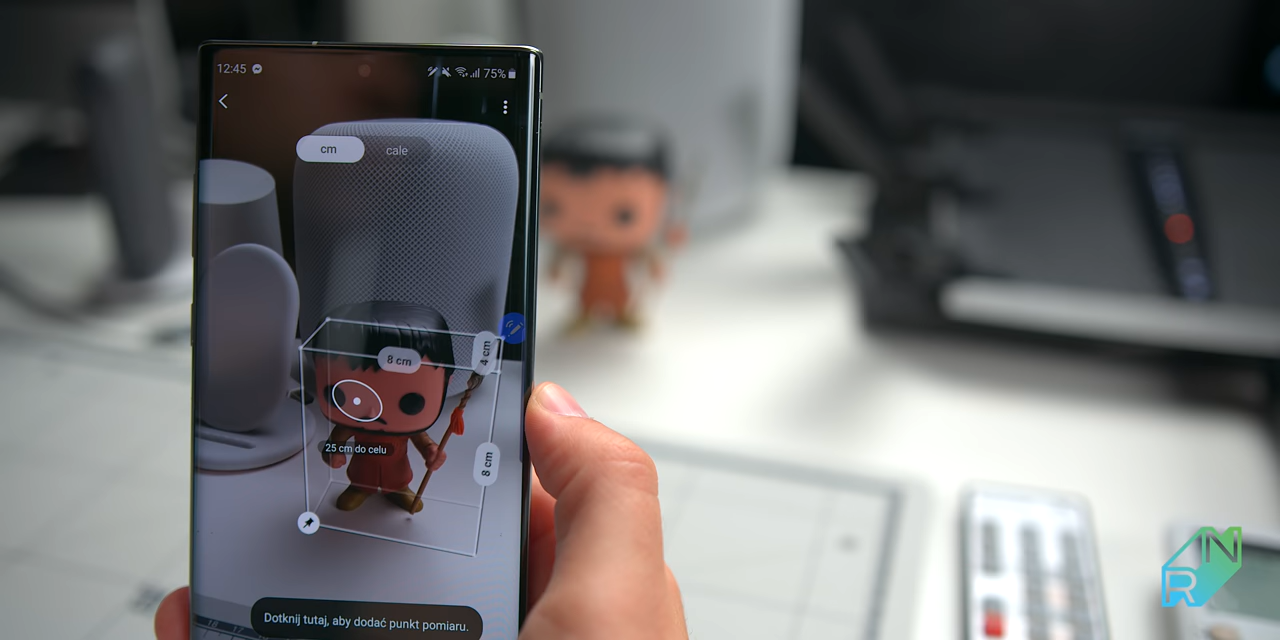 12:45
75%
cm
cale
8 cm
4 cm
25 cm do celu
8 cm
Dotknij tutaj, aby dodać punkt pomiaru.
NR